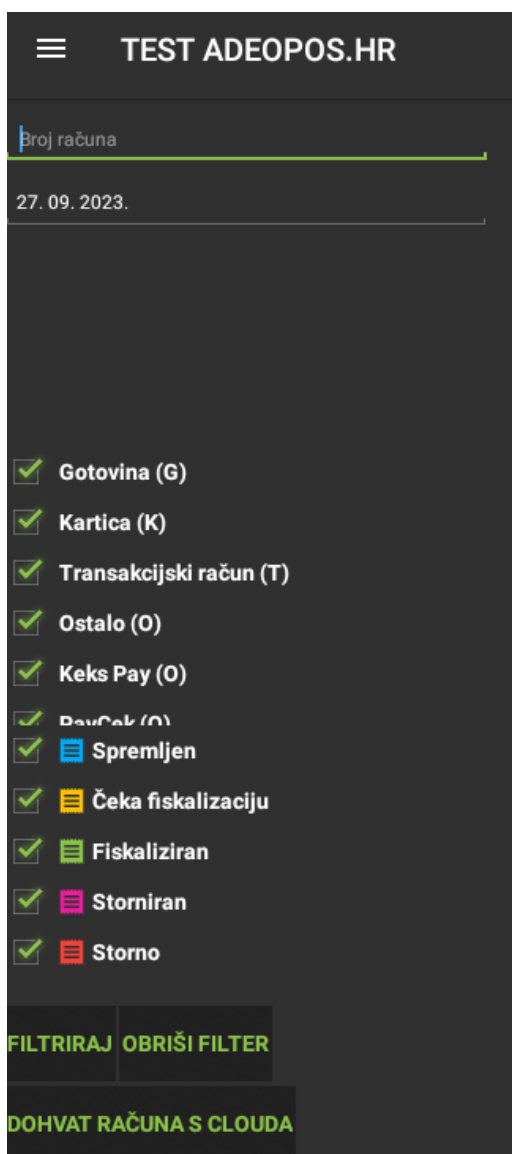 TEST ADEOPOS.HR
Broj računa
27. 09. 2023.
Gotovina (G)
Kartica (K)
Transakcijski račun (T)
Ostalo (O)
Keks Pay (O)
PayCek (O)
Spremljen
Čeka fiskalizaciju
Fiskaliziran
Storniran
Storno
FILTRIRAJ OBRIŠI FILTER
DOHVAT RAČUNA S CLOUDA